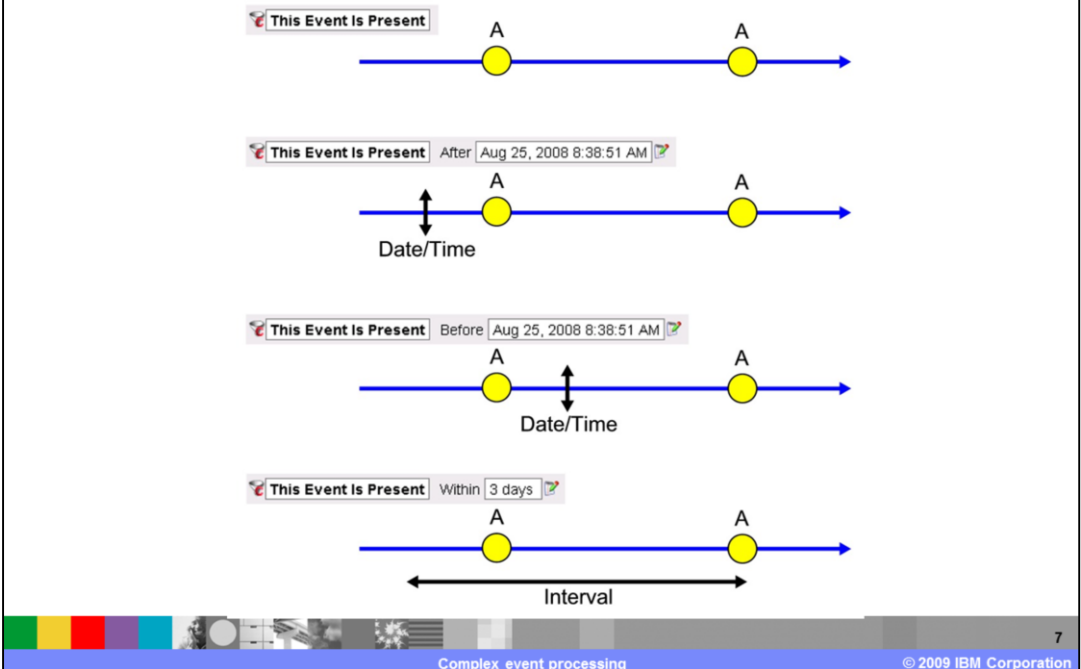 This Event Is Present
A A
This Event Is Present After Aug 25, 2008 8:38:51 AM
A A
Date/Time
This Event Is Present Before Aug 25, 2008 8:38:51 AM
A A
Date/Time
This Event Is Present Within 3 days
A A
Interval
7
Complex event processing © 2009 IBM Corporation